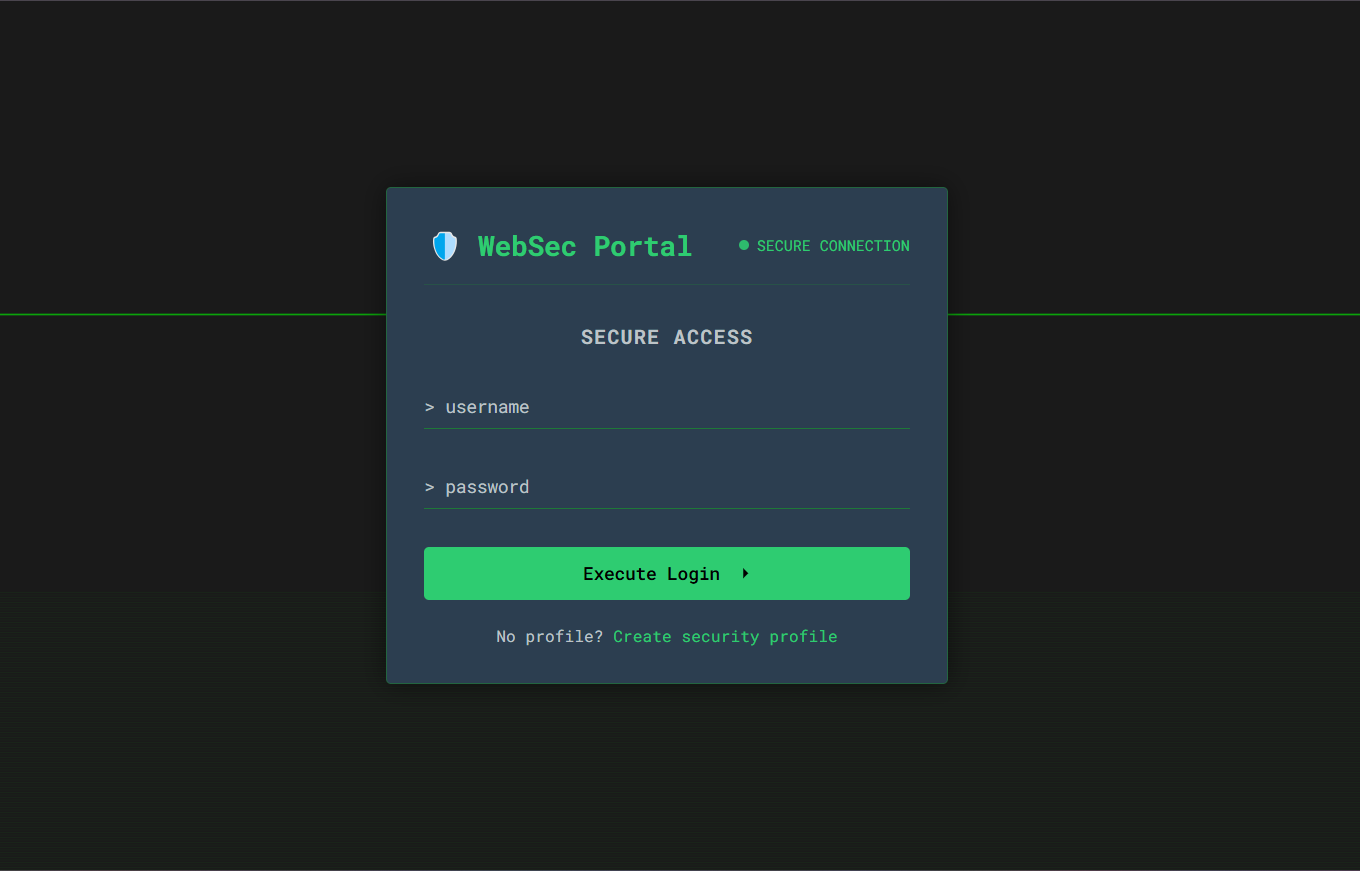 WebSec Portal
SECURE CONNECTION
SECURE ACCESS
> username
> password
Execute Login
No profile? Create security profile